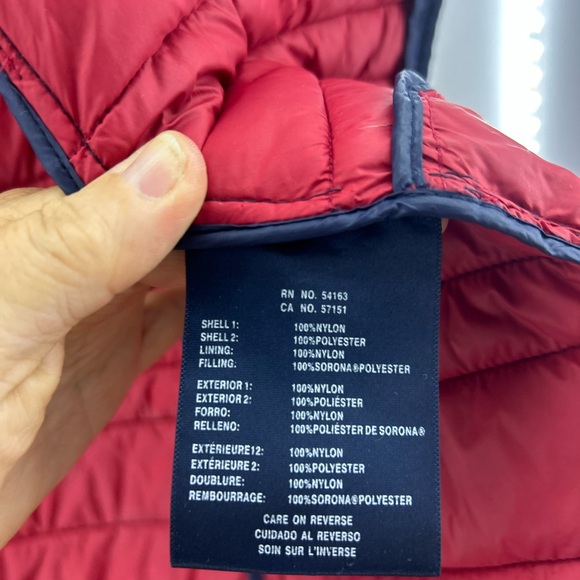 RN NO. 54163
CA NO. 57151
SHELL 1: 100%NYLON
SHELL 2: 100%POLYESTER
LINING: 100%NYLON
FILLING: 100%SORONA®POLYESTER
EXTERIOR 1: 100%NYLON
EXTERIOR 2: 100%POLIÉSTER
FORRO: 100%NYLON
RELLENO: 100%POLIÉSTER DE SORONA®
EXTÉRIEURE12: 100%NYLON
EXTÉRIEURE 2: 100%POLYESTER
DOUBLURE: 100%NYLON
REMBOURRAGE: 100%SORONA®POLYESTER
CARE ON REVERSE
CUIDADO AL REVERSO
SOIN SUR L'INVERSE